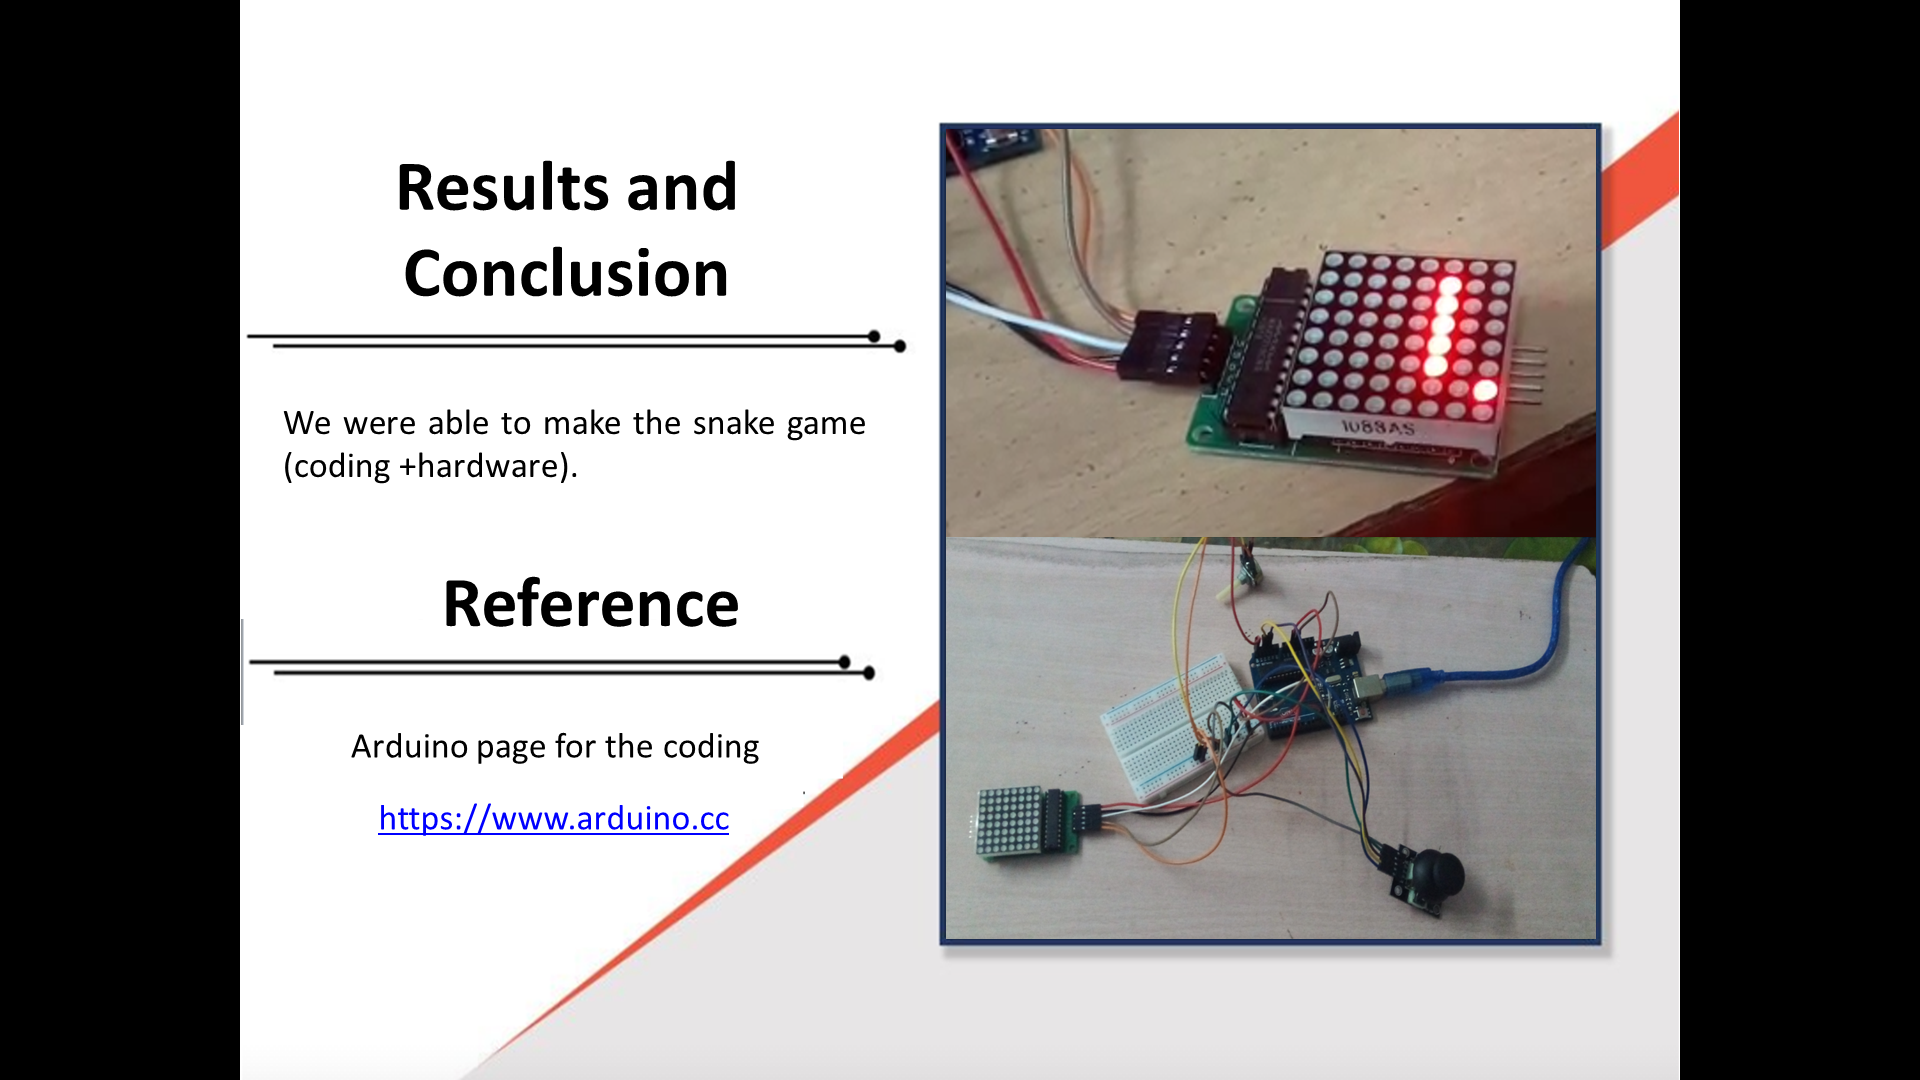 Results and
Conclusion
We were able to make the snake game
(coding +hardware).
Reference
Arduino page for the coding
https://www.arduino.cc
1088AS